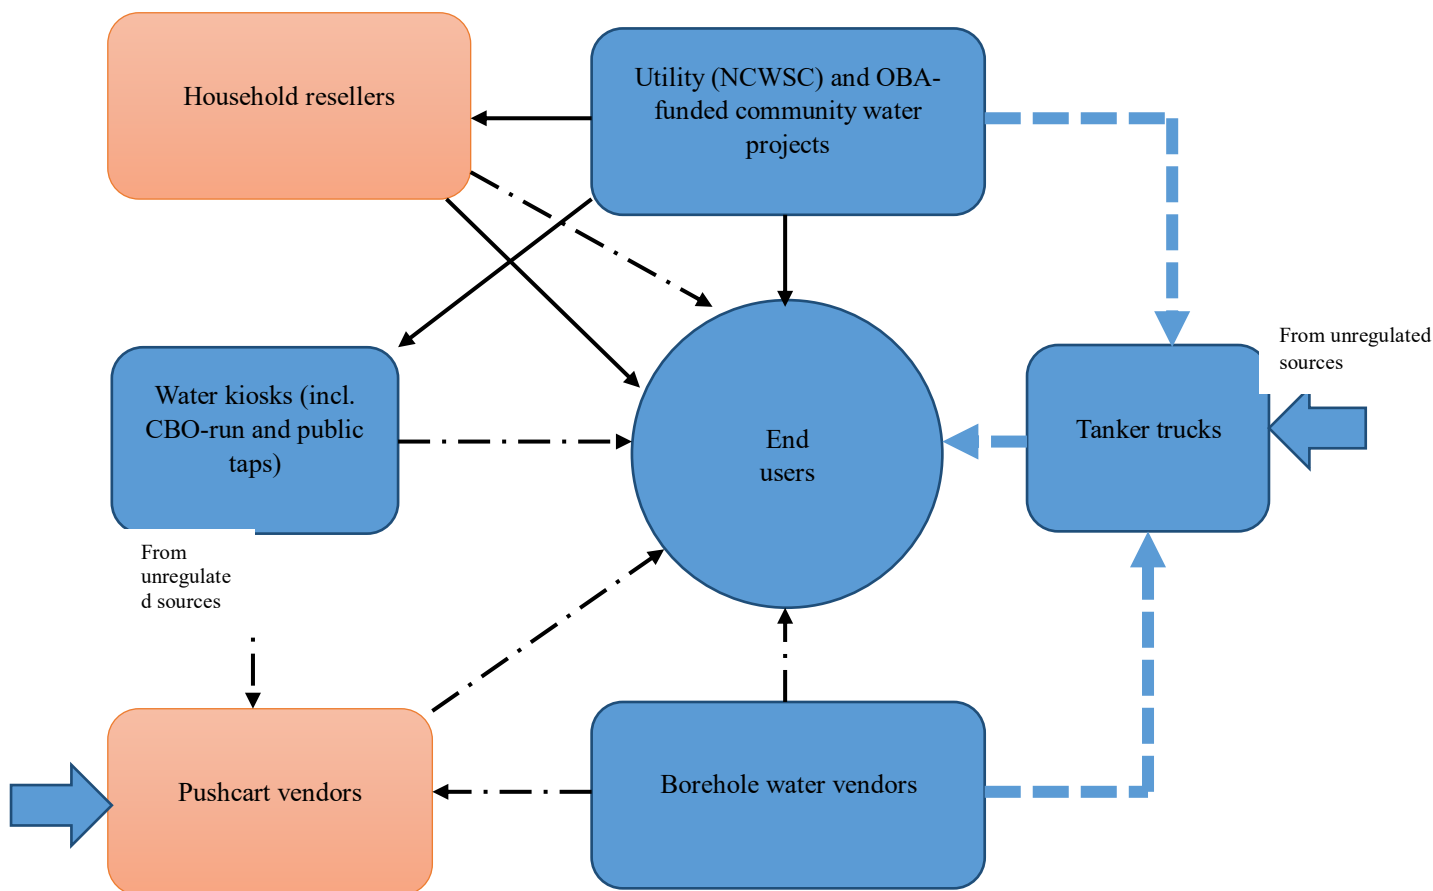 Household resellers
Utility (NCWSC) and OBA-
funded community water
projects
From unregulated
sources
Water kiosks (incl.
CBO-run and public
taps)
End
users
Tanker trucks
From
unregulate
d sources
Pushcart vendors
Borehole water vendors